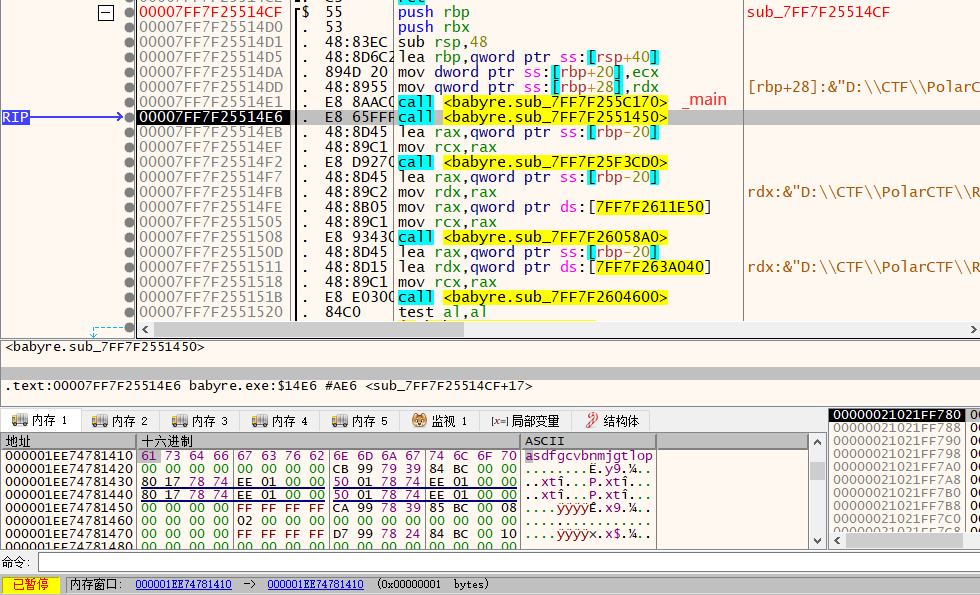 00007FF7F25514CF $ 55 push rbp sub_7FF7F25514CF
00007FF7F25514D0 . 53 push rbx
00007FF7F25514D1 . 48:83EC sub rsp,48
00007FF7F25514D5 . 48:8D6C2 lea rbp,qword ptr ss:[rsp+40]
00007FF7F25514DA . 894D 20 mov dword ptr ss:[rbp+20],ecx
00007FF7F25514DD . 48:8955 mov qword ptr ss:[rbp+28],rdx [rbp+28]:&"D:\\CTF\\PolarC
00007FF7F25514E1 . E8 8AAC0 call <babyre.sub_7FF7F255C170> _main
RIP 00007FF7F25514E6 . E8 65FFF call <babyre.sub_7FF7F2551450>
00007FF7F25514EB . 48:8D45 lea rax,qword ptr ss:[rbp-20]
00007FF7F25514EF . 48:89C1 mov rcx,rax
00007FF7F25514F2 . E8 D9270 call <babyre.sub_7FF7F25F3CD0>
00007FF7F25514F7 . 48:8D45 lea rax,qword ptr ss:[rbp-20]
00007FF7F25514FB . 48:89C2 mov rdx,rax rdx:&"D:\\CTF\\PolarCTF\\R
00007FF7F25514FE . 48:8B05 mov rax,qword ptr ds:[7FF7F2611E50]
00007FF7F2551505 . 48:89C1 mov rcx,rax
00007FF7F2551508 . E8 93430 call <babyre.sub_7FF7F26058A0>
00007FF7F255150D . 48:8D45 lea rax,qword ptr ss:[rbp-20]
00007FF7F2551511 . 48:8D15 lea rdx,qword ptr ds:[7FF7F263A040] rdx:&"D:\\CTF\\PolarCTF\\R
00007FF7F2551518 . 48:89C1 mov rcx,rax
00007FF7F255151B . E8 E0300 call <babyre.sub_7FF7F2604600>
00007FF7F2551520 . 84C0 test al,al
<babyre.sub_7FF7F2551450>
.text:00007FF7F25514E6 babyre.exe:$14E6 #AE6 <sub_7FF7F25514CF+17>
内存 1 内存 2 内存 3 内存 4 内存 5 监视 1 [x=] 局部变量 结构体
地址 十六进制 ASCII
000001EE74781410 61 73 64 66 67 63 76 62 6E 6D 6A 67 74 6C 6F 70 asdfgcvbnmjgtlop
000001EE74781420 00 00 00 00 00 00 00 00 CB 99 79 39 84 BC 00 00 ........Ë.y9.¼..
000001EE74781430 80 17 78 74 EE 01 00 00 50 01 78 74 EE 01 00 00 ..xtî...P.xtî...
000001EE74781440 80 17 78 74 EE 01 00 00 50 01 78 74 EE 01 00 00 ..xtî...P.xtî...
000001EE74781450 00 00 00 00 FF FF FF FF CA 99 78 39 85 BC 00 08 ....ÿÿÿÿÊ.x9.¼..
000001EE74781460 00 00 00 00 02 00 00 00 00 00 00 00 00 00 00 00 ................
000001EE74781470 00 00 00 00 FF FF FF FF D7 99 78 24 84 BC 00 10 ....ÿÿÿÿ×.x$.¼..
000001EE74781480
00000021021FF780
00000021021FF788
00000021021FF790
00000021021FF798
00000021021FF7A0
00000021021FF7A8
00000021021FF7B0
00000021021FF7B8
00000021021FF7C0
命令:
已暂停 内存窗口: 000001EE74781410 -> 000001EE74781410 (0x00000001 bytes)